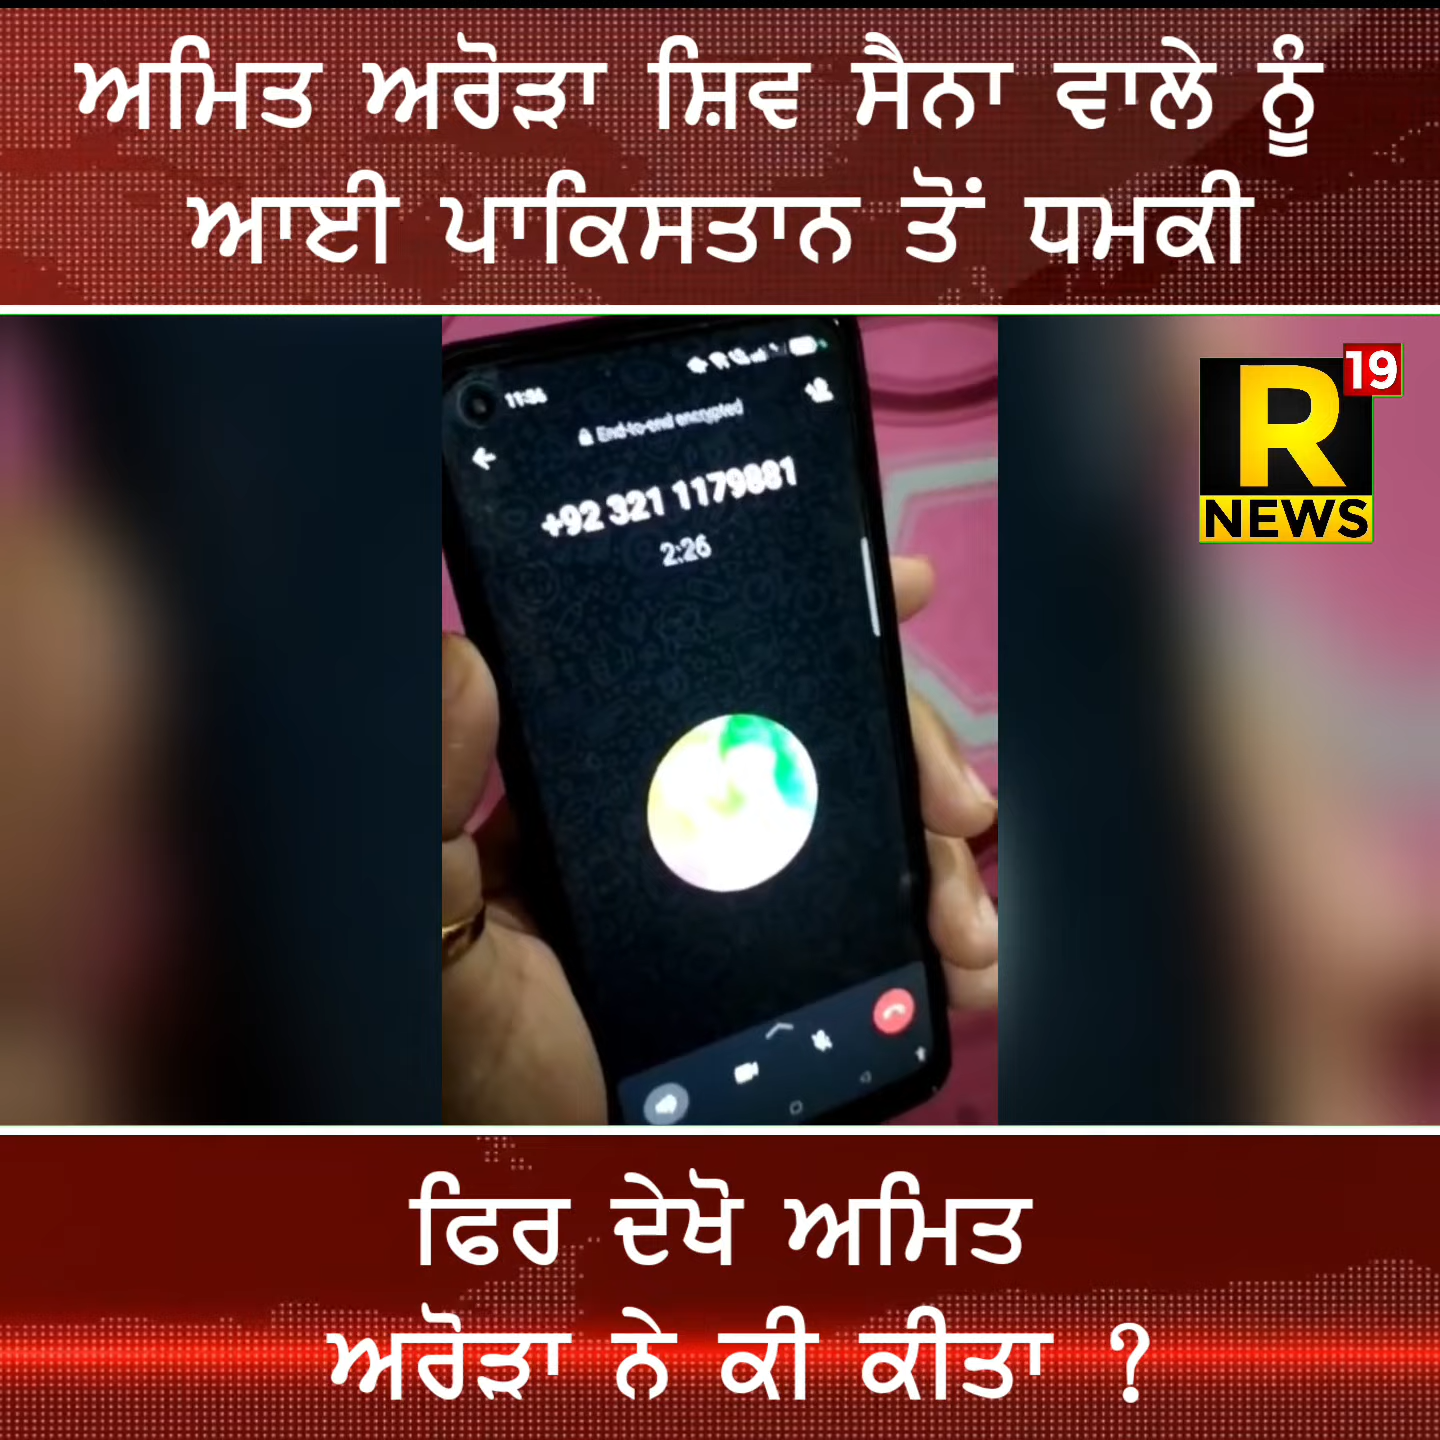 ਅਮਿਤ ਅਰੋੜਾ ਸ਼ਿਵ ਸੈਨਾ ਵਾਲੇ ਨੂੰ
ਆਈ ਪਾਕਿਸਤਾਨ ਤੋਂ ਧਮਕੀ
19
R
NEWS
11:56
End-to-end encrypted
+92 321 1179881
2:26
ਫਿਰ ਦੇਖੋ ਅਮਿਤ
ਅਰੋੜਾ ਨੇ ਕੀ ਕੀਤਾ ?